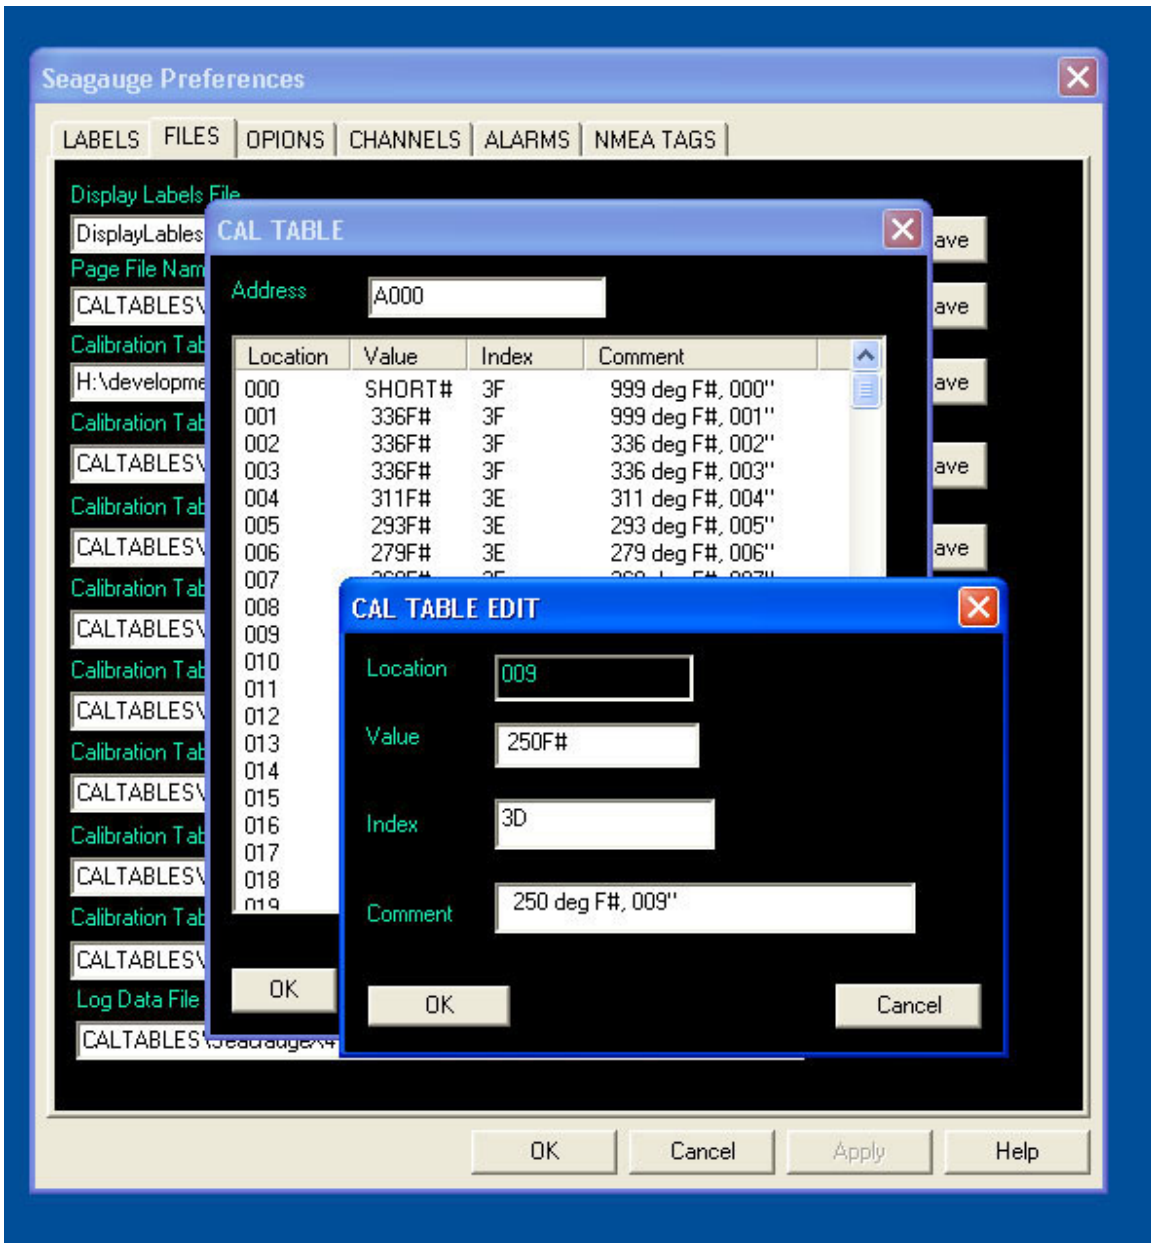 Seagauge Preferences
LABELS FILES OPIONS CHANNELS ALARMS NMEA TAGS
Display Labels File
DisplayLables
ave
Page File Nam
CALTABLES\
ave
Calibration Tab
H:\developme
ave
Calibration Tab
CALTABLES\
ave
Calibration Tab
CALTABLES\
ave
Calibration Tab
CALTABLES\
Calibration Tab
CALTABLES\
Calibration Tab
CALTABLES\
Calibration Tab
CALTABLES\
Calibration Tab
CALTABLES\
Log Data File
CALTABLES\
CAL TABLE
Address A000
Location Value Index Comment
000 SHORT# 3F 999 deg F#, 000"
001 336F# 3F 999 deg F#, 001"
002 336F# 3F 336 deg F#, 002"
003 336F# 3F 336 deg F#, 003"
004 311F# 3E 311 deg F#, 004"
005 293F# 3E 293 deg F#, 005"
006 279F# 3E 279 deg F#, 006"
007
008
009
010
011
012
013
014
015
016
017
018
019
OK
CAL TABLE EDIT
Location 009
Value 250F#
Index 3D
Comment 250 deg F#, 009"
OK Cancel
OK Cancel Apply Help